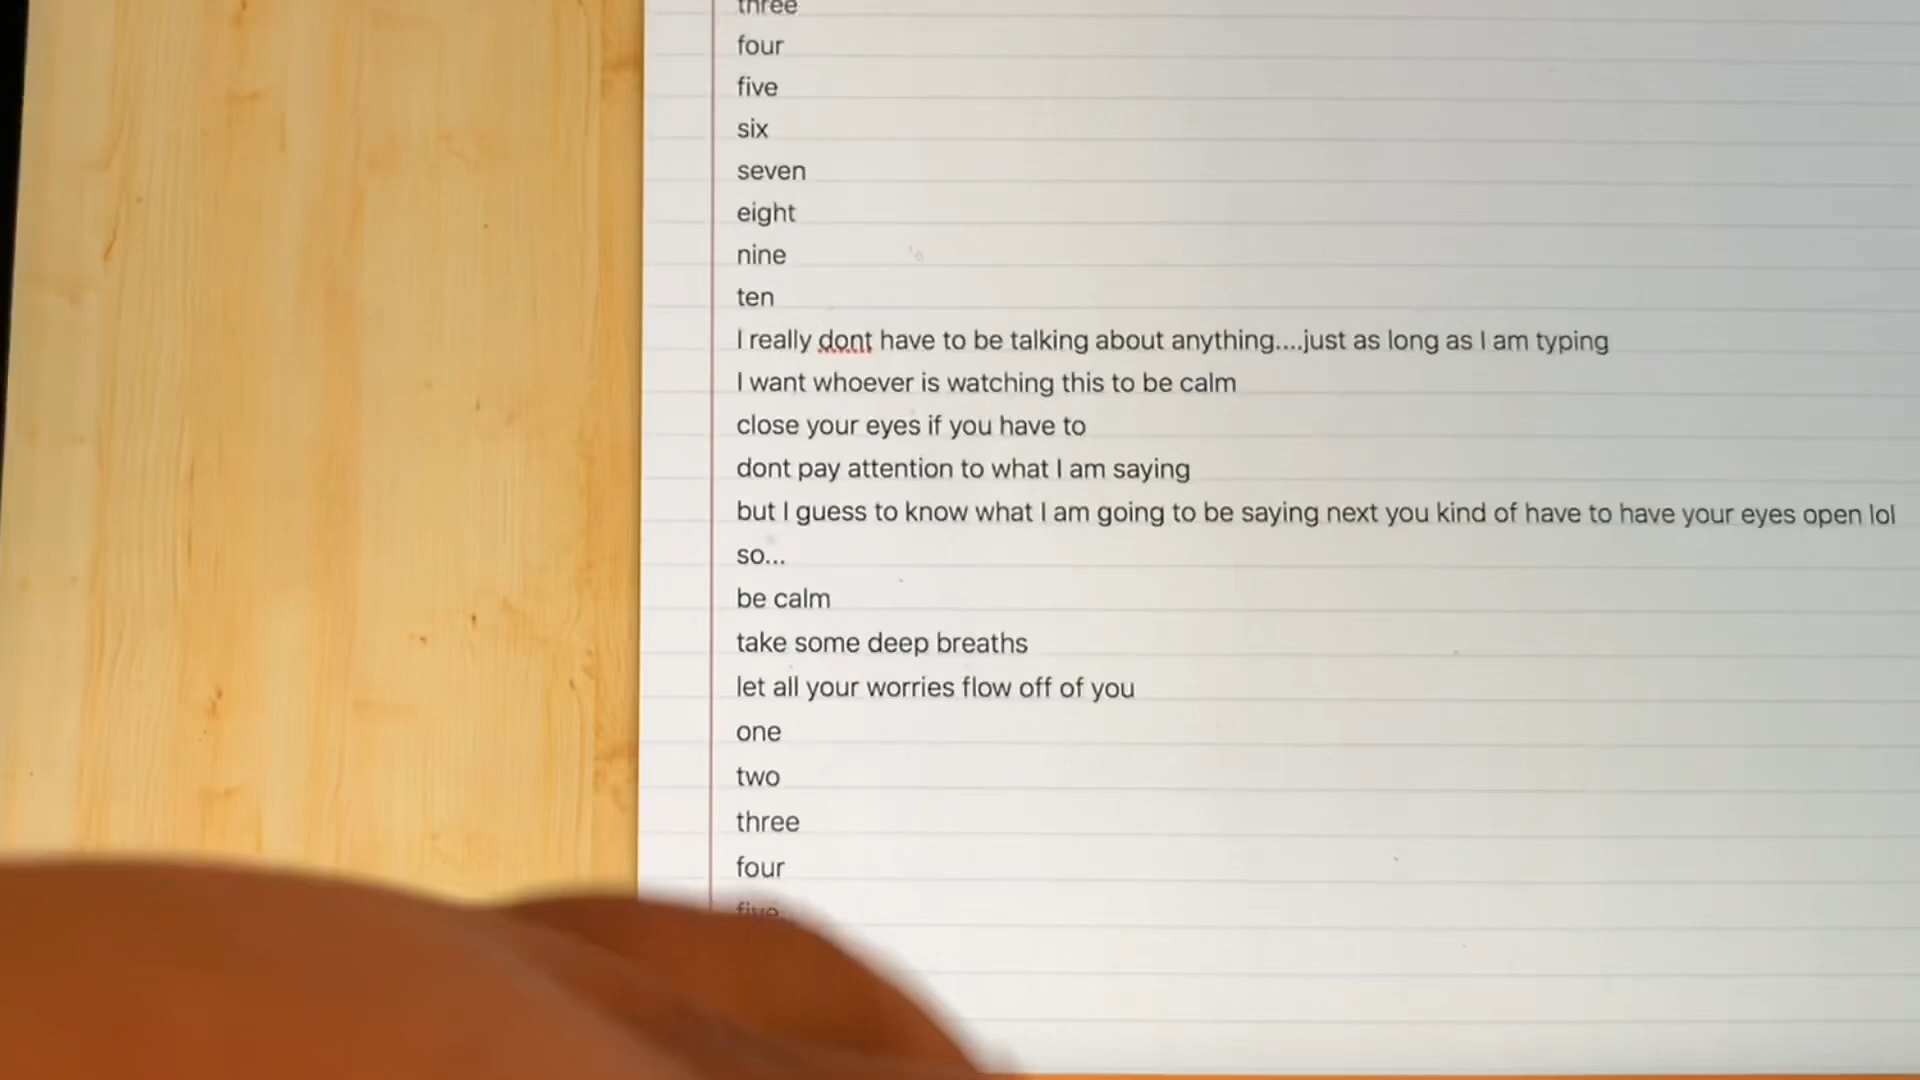 three
four
five
six
seven
eight
nine
ten
I really dont have to be talking about anything....just as long as I am typing
I want whoever is watching this to be calm
close your eyes if you have to
dont pay attention to what I am saying
but I guess to know what I am going to be saying next you kind of have to have your eyes open lol
so...
be calm
take some deep breaths
let all your worries flow off of you
one
two
three
four
five